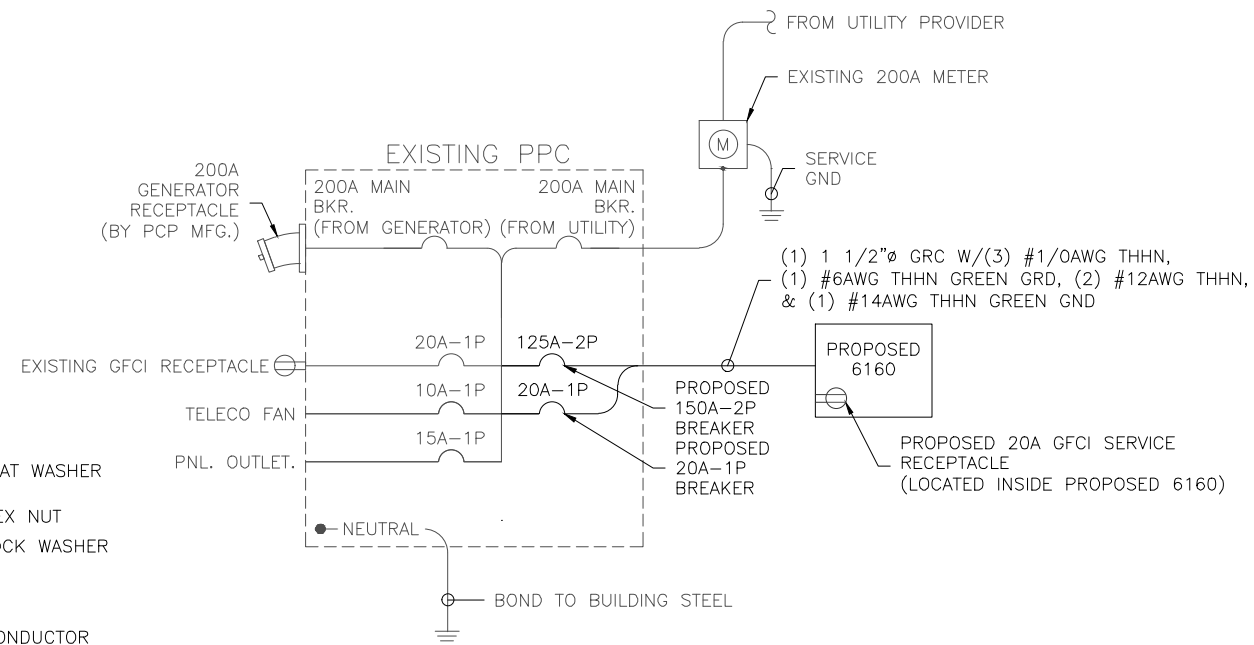 FROM UTILITY PROVIDER
EXISTING 200A METER
M
SERVICE
GND
EXISTING PPC
200A
GENERATOR
RECEPTACLE
(BY PCP MFG.)
200A MAIN
BKR.
(FROM GENERATOR)
200A MAIN
BKR.
(FROM UTILITY)
(1) 1 1/2"ø GRC W/(3) #1/0AWG THHN,
(1) #6AWG THHN GREEN GRD, (2) #12AWG THHN,
& (1) #14AWG THHN GREEN GND
EXISTING GFCI RECEPTACLE
20A-1P
125A-2P
TELECO FAN
10A-1P
20A-1P
PNL. OUTLET.
15A-1P
PROPOSED
150A-2P
BREAKER
PROPOSED
20A-1P
BREAKER
PROPOSED
6160
PROPOSED 20A GFCI SERVICE
RECEPTACLE
(LOCATED INSIDE PROPOSED 6160)
NEUTRAL
BOND TO BUILDING STEEL
AT WASHER
EX NUT
OCK WASHER
ONDUCTOR